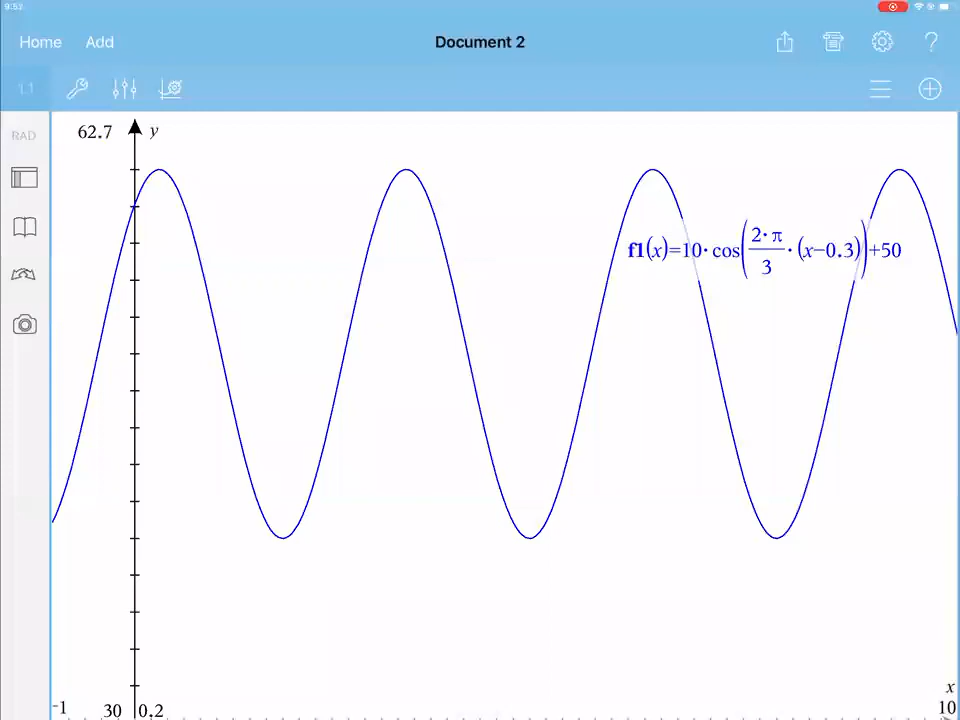 9:53
Home Add Document 2 ?
1.1
RAD
62.7 y
f1(x)=10·cos(2·π/3·(x−0.3))+50
x
-1 30 0.2 10